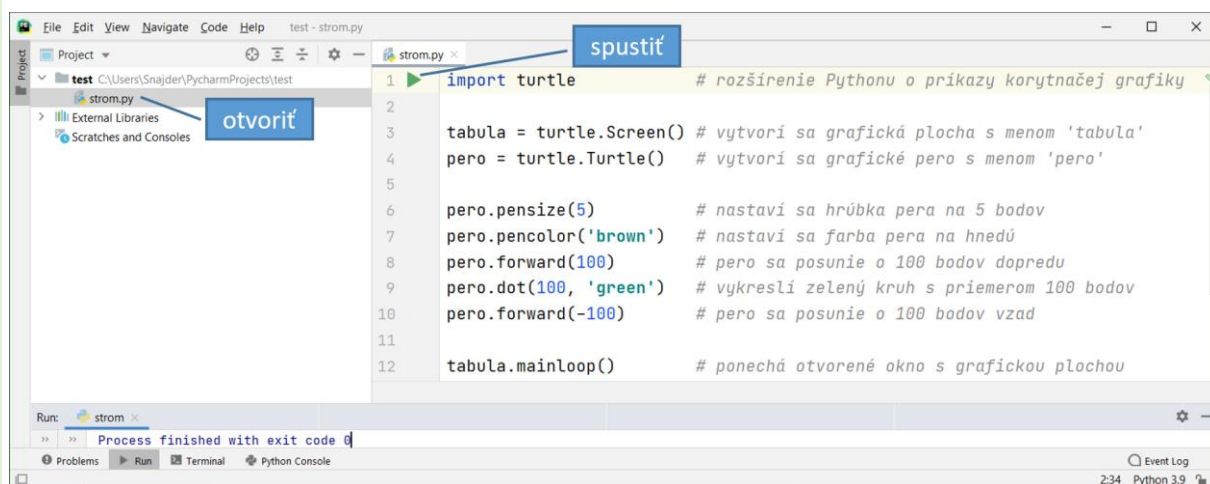 File Edit View Navigate Code Help test - strom.py
Project
Project
strom.py
test C:\Users\Snajder\PycharmProjects\test
strom.py
External Libraries
Scratches and Consoles
otvoriť
spustiť
1 import turtle # rozšírenie Pythonu o príkazy korytnačej grafiky
2
3 tabula = turtle.Screen() # vytvorí sa grafická plocha s menom 'tabula'
4 pero = turtle.Turtle() # vytvorí sa grafické pero s menom 'pero'
5
6 pero.pensize(5) # nastaví sa hrúbka pera na 5 bodov
7 pero.pencolor('brown') # nastaví sa farba pera na hnedú
8 pero.forward(100) # pero sa posunie o 100 bodov dopredu
9 pero.dot(100, 'green') # vykreslí zelený kruh s priemerom 100 bodov
10 pero.forward(-100) # pero sa posunie o 100 bodov vzad
11
12 tabula.mainloop() # ponechá otvorené okno s grafickou plochou
Run: strom
Process finished with exit code 0
Problems Run Terminal Python Console Event Log
2:34 Python 3.9